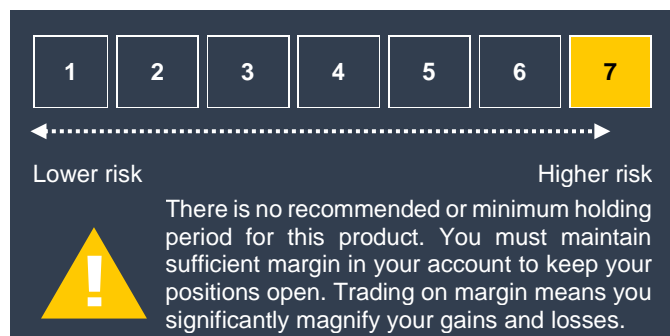 1 2 3 4 5 6 7
Lower risk Higher risk
There is no recommended or minimum holding
period for this product. You must maintain
sufficient margin in your account to keep your
positions open. Trading on margin means you
significantly magnify your gains and losses.
!